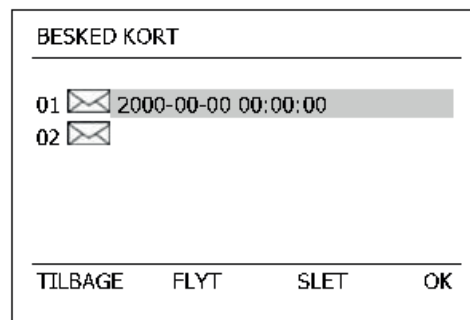 BESKED KORT
01 2000-00-00 00:00:00
02
TILBAGE FLYT SLET OK